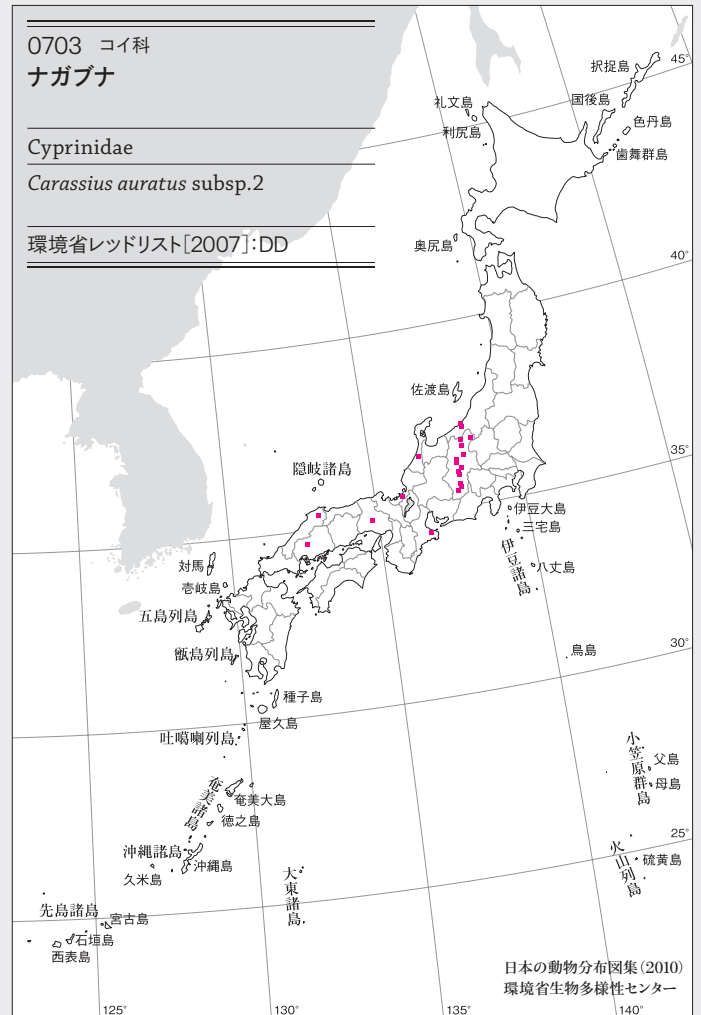 0703 コイ科
ナガブナ
Cyprinidae
Carassius auratus subsp.2
環境省レッドリスト[2007]:DD
45°
択捉島
国後島
礼文島
色丹島
利尻島
歯舞群島
奥尻島
40°
佐渡島
35°
隠岐諸島
伊豆大島
三宅島
伊豆諸島
八丈島
対馬
壱岐島
五島列島
甑島列島
鳥島
30°
種子島
屋久島
吐噶喇列島
小笠原群島
父島
母島
奄美諸島
奄美大島
徳之島
25°
火山列島
硫黄島
沖縄諸島
沖縄島
久米島
大東諸島
先島諸島
宮古島
石垣島
西表島
日本の動物分布図集(2010)
環境省生物多様性センター
125°
130°
135°
140°